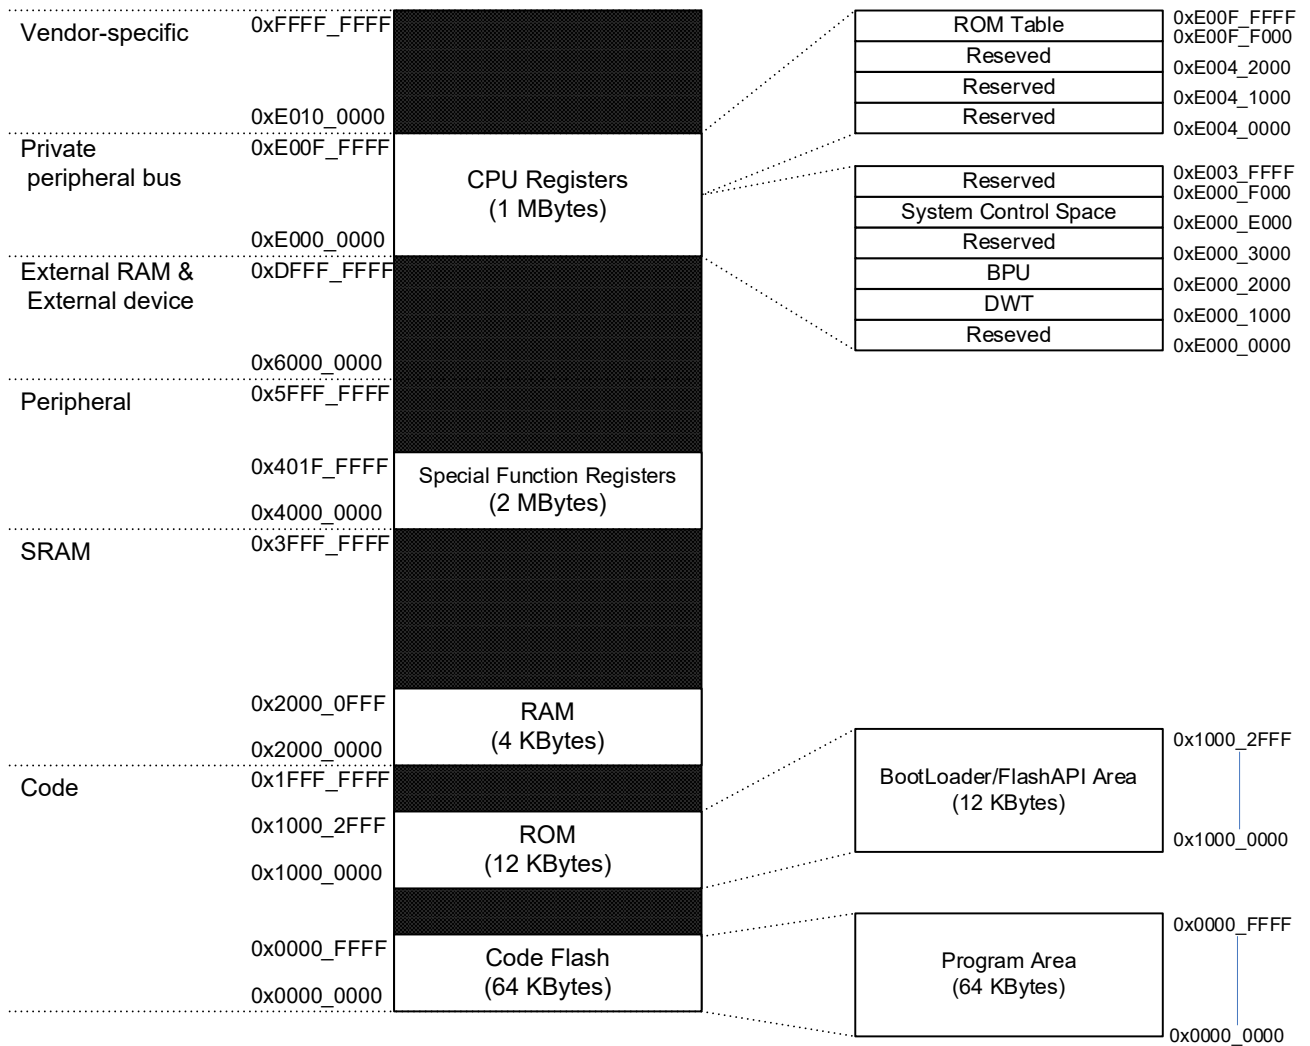 Vendor-specific
0xFFFF_FFFF
0xE010_0000
Private
peripheral bus
0xE00F_FFFF
CPU Registers
(1 MBytes)
0xE000_0000
External RAM &
External device
0xDFFF_FFFF
0x6000_0000
Peripheral
0x5FFF_FFFF
0x401F_FFFF
Special Function Registers
(2 MBytes)
0x4000_0000
SRAM
0x3FFF_FFFF
0x2000_0FFF
RAM
(4 KBytes)
0x2000_0000
Code
0x1FFF_FFFF
0x1000_2FFF
ROM
(12 KBytes)
0x1000_0000
0x0000_FFFF
Code Flash
(64 KBytes)
0x0000_0000
ROM Table
0xE00F_FFFF
0xE00F_F000
Reseved
0xE004_2000
Reserved
0xE004_1000
Reserved
0xE004_0000
Reserved
0xE003_FFFF
0xE000_F000
System Control Space
0xE000_E000
Reserved
0xE000_3000
BPU
0xE000_2000
DWT
0xE000_1000
Reseved
0xE000_0000
0x1000_2FFF
BootLoader/FlashAPI Area
(12 KBytes)
0x1000_0000
0x0000_FFFF
Program Area
(64 KBytes)
0x0000_0000